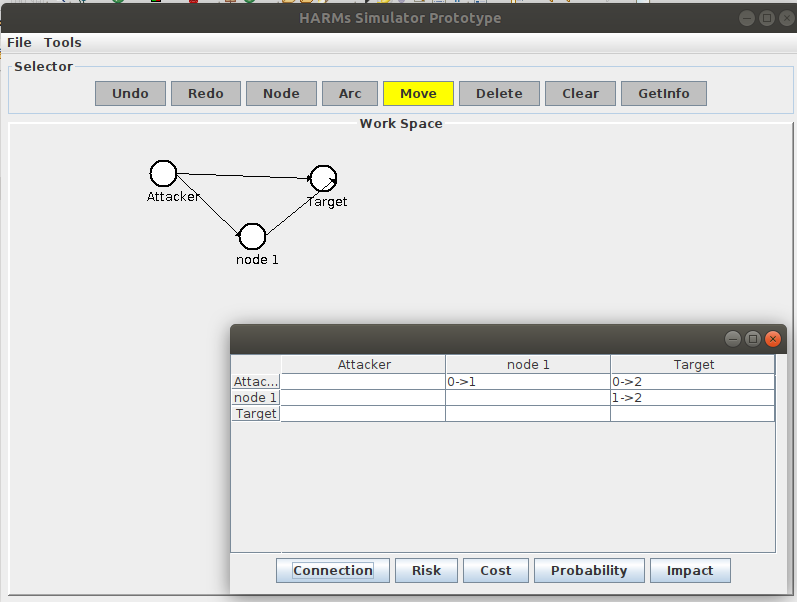 HARMs Simulator Prototype
File Tools
Selector
Undo Redo Node Arc Move Delete Clear GetInfo
Work Space
Attacker
Target
node 1
Attacker node 1 Target
Attac... 0->1 0->2
node 1 1->2
Target
Connection Risk Cost Probability Impact